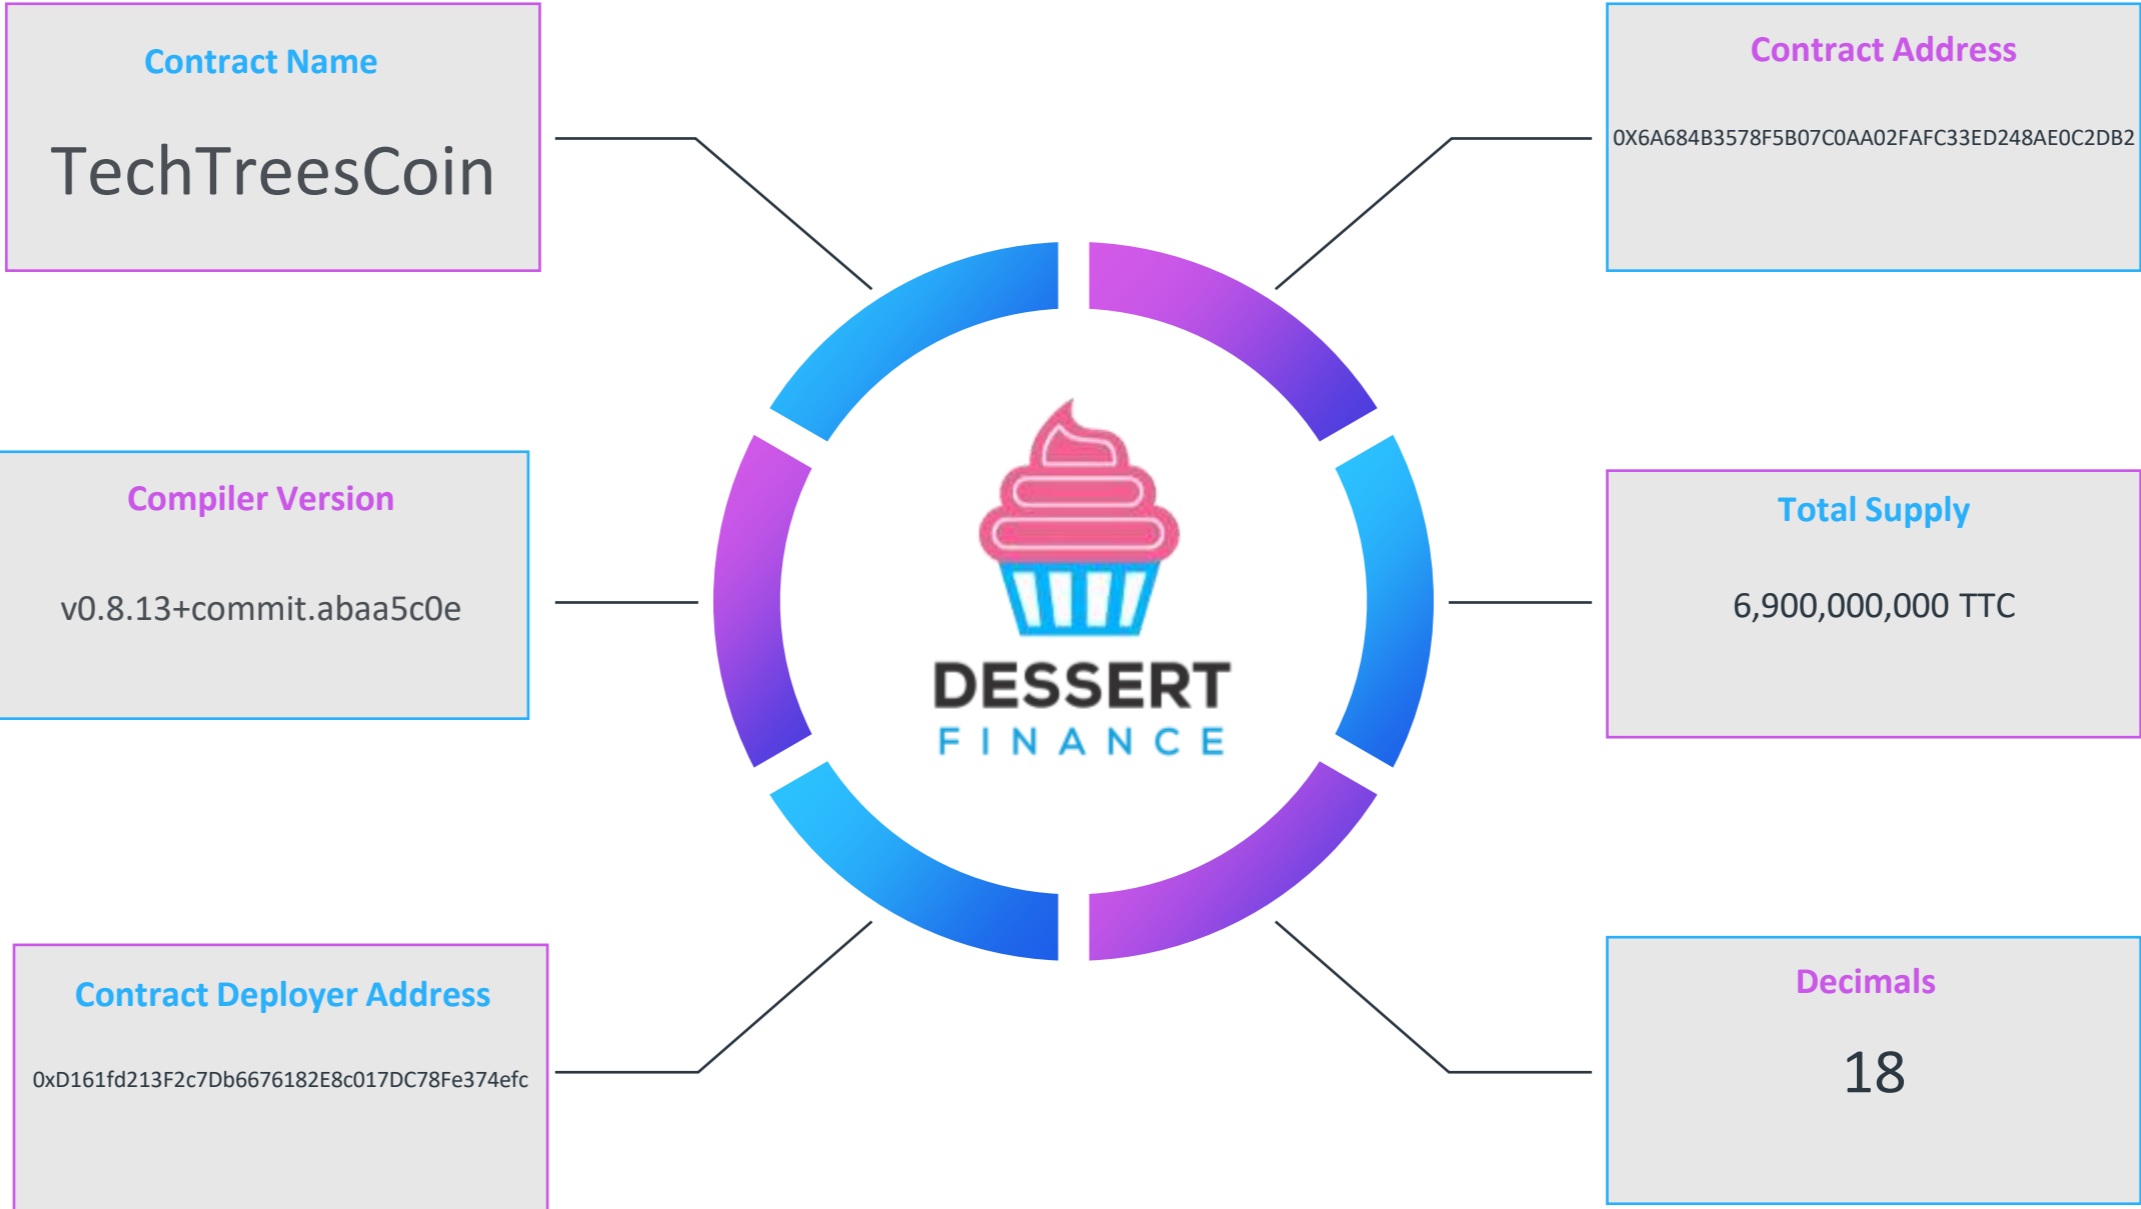 Contract Name
TechTreesCoin
Contract Address
0X6A684B3578F5B07C0AA02FAFC33ED248AE0C2DB2
Compiler Version
v0.8.13+commit.abaa5c0e
DESSERT
FINANCE
Total Supply
6,900,000,000 TTC
Contract Deployer Address
0xD161fd213F2c7Db6676182E8c017DC78Fe374efc
Decimals
18